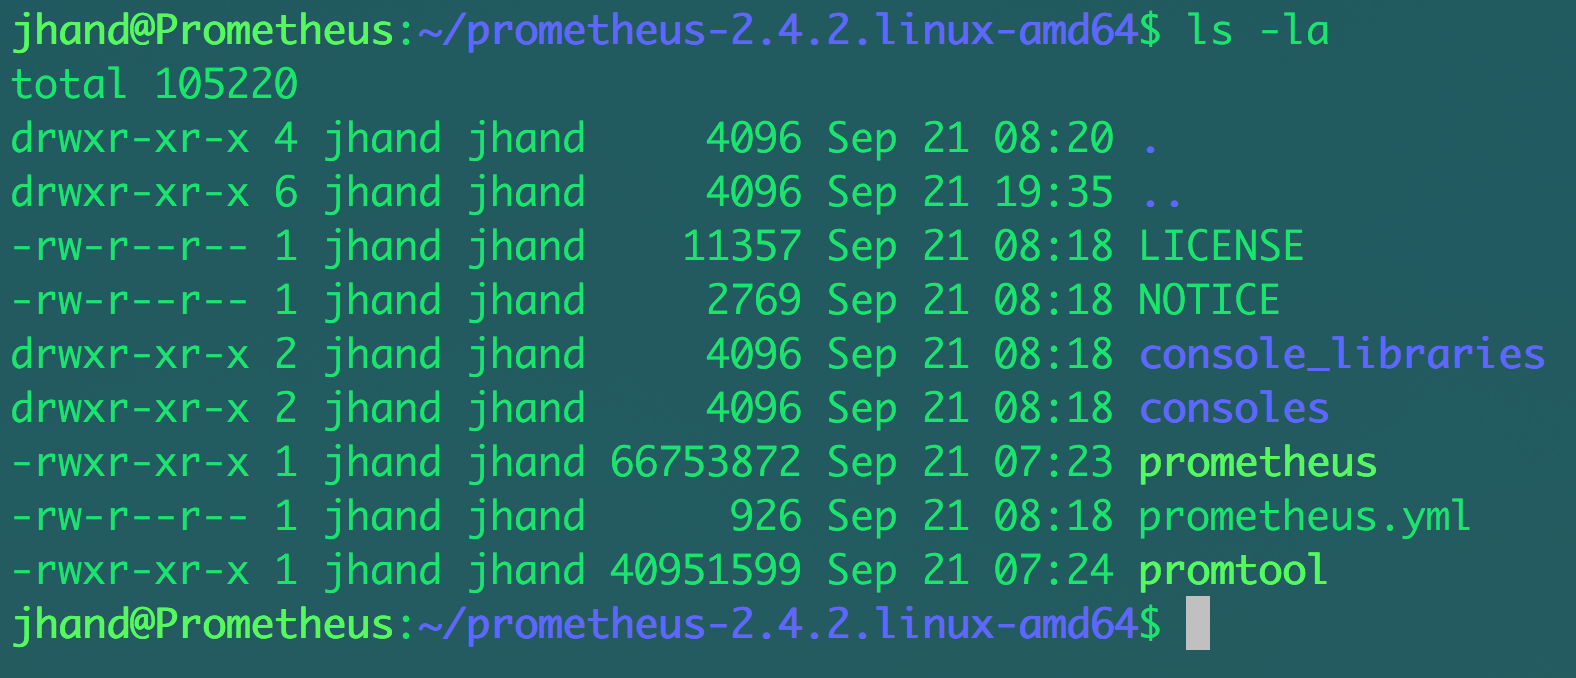 jhand@Prometheus:~/prometheus-2.4.2.linux-amd64$ ls -la
total 105220
drwxr-xr-x 4 jhand jhand     4096 Sep 21 08:20 .
drwxr-xr-x 6 jhand jhand     4096 Sep 21 19:35 ..
-rw-r--r-- 1 jhand jhand    11357 Sep 21 08:18 LICENSE
-rw-r--r-- 1 jhand jhand     2769 Sep 21 08:18 NOTICE
drwxr-xr-x 2 jhand jhand     4096 Sep 21 08:18 console_libraries
drwxr-xr-x 2 jhand jhand     4096 Sep 21 08:18 consoles
-rwxr-xr-x 1 jhand jhand 66753872 Sep 21 07:23 prometheus
-rw-r--r-- 1 jhand jhand      926 Sep 21 08:18 prometheus.yml
-rwxr-xr-x 1 jhand jhand 40951599 Sep 21 07:24 promtool
jhand@Prometheus:~/prometheus-2.4.2.linux-amd64$